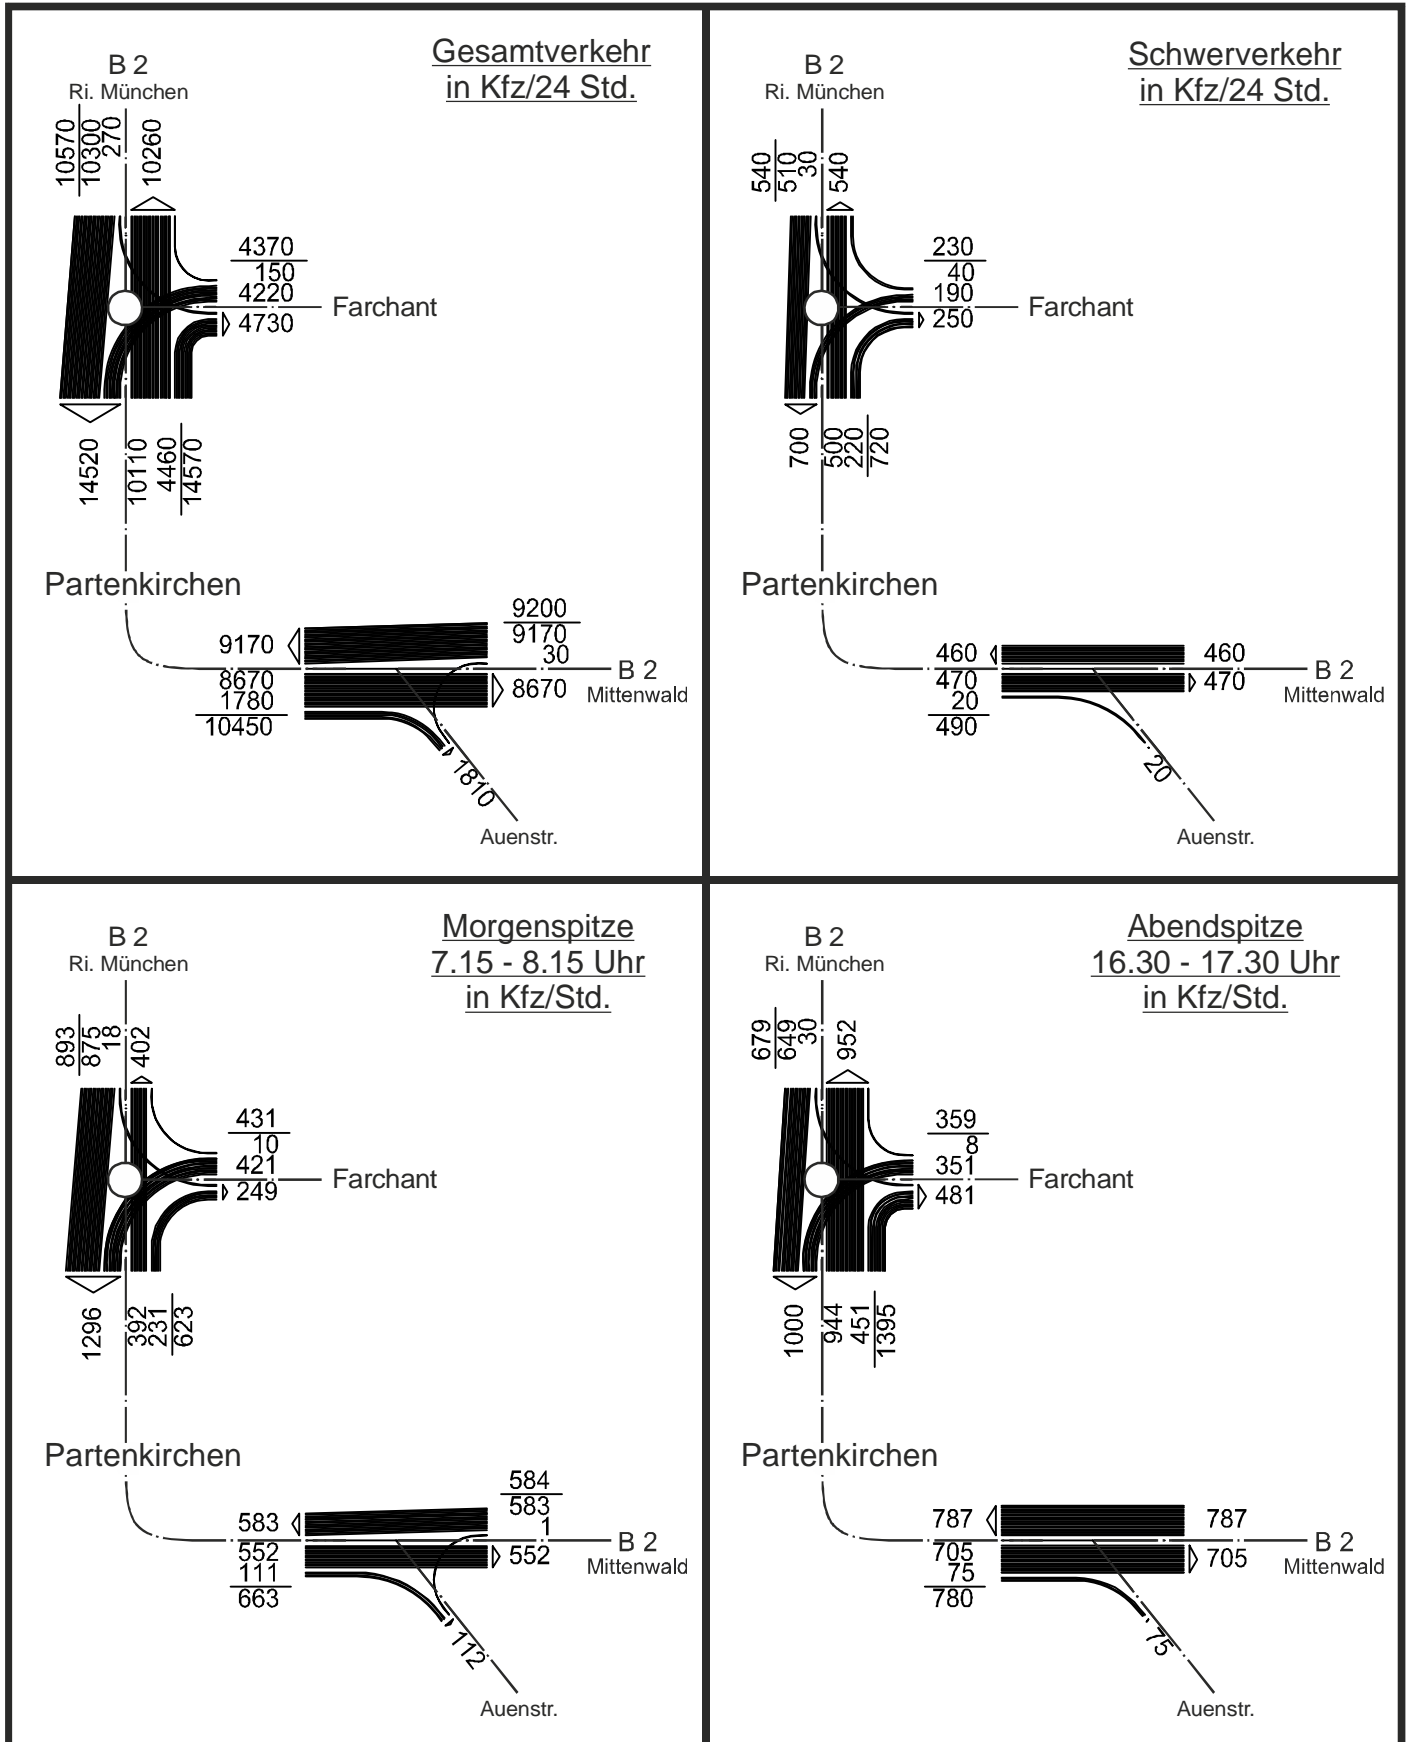 Gesamtverkehr
in Kfz/24 Std.
B 2
Ri. München
10570
10300
270
10260
4370
150
4220
4730
Farchant
14520
10110
4460
14570
Partenkirchen
9170
8670
1780
10450
9200
9170
30
8670
B 2
Mittenwald
1810
Auenstr.
Schwerverkehr
in Kfz/24 Std.
B 2
Ri. München
540
510
30
540
230
40
190
250
Farchant
700
500
220
720
Partenkirchen
460
470
20
490
460
470
B 2
Mittenwald
20
Auenstr.
Morgenspitze
7.15 - 8.15 Uhr
in Kfz/Std.
B 2
Ri. München
893
875
18
402
431
10
421
249
Farchant
1296
392
231
623
Partenkirchen
583
552
111
663
584
583
1
552
B 2
Mittenwald
112
Auenstr.
Abendspitze
16.30 - 17.30 Uhr
in Kfz/Std.
B 2
Ri. München
679
649
30
952
359
8
351
481
Farchant
1000
944
451
1395
Partenkirchen
787
705
75
780
787
705
B 2
Mittenwald
75
Auenstr.